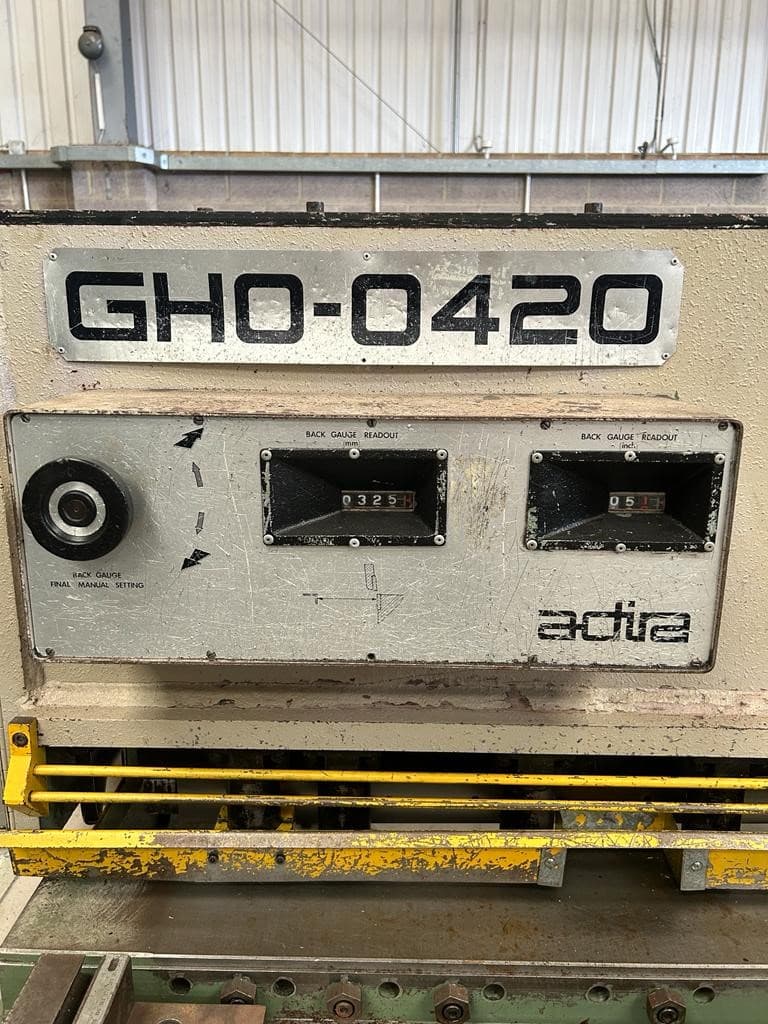 GHO-0420
BACK GAUGE READOUT
(mm)
BACK GAUGE READOUT
(inch)
0325
051
BACK GAUGE
FINAL MANUAL SETTING
adira